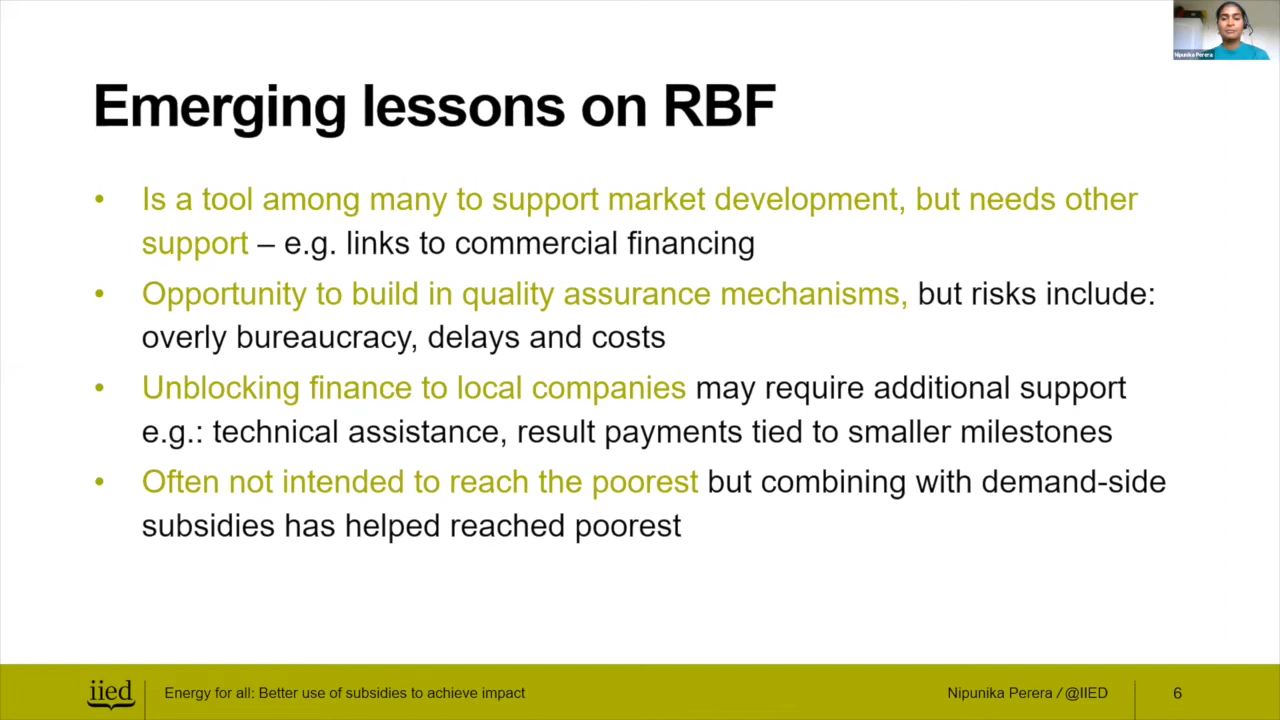 Nipunika Perera
Emerging lessons on RBF
• Is a tool among many to support market development, but needs other
support – e.g. links to commercial financing
• Opportunity to build in quality assurance mechanisms, but risks include:
overly bureaucracy, delays and costs
• Unblocking finance to local companies may require additional support
e.g.: technical assistance, result payments tied to smaller milestones
• Often not intended to reach the poorest but combining with demand-side
subsidies has helped reached poorest
iied
Energy for all: Better use of subsidies to achieve impact
Nipunika Perera / @IIED
6